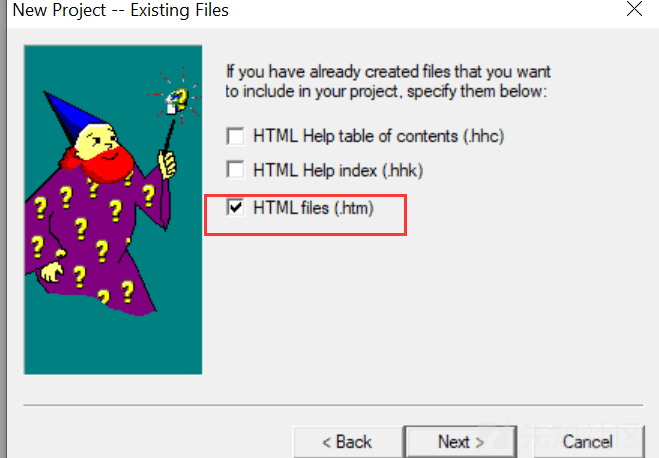 New Project -- Existing Files
If you have already created files that you want
to include in your project, specify them below:
HTML Help table of contents (.hhc)
HTML Help index (.hhk)
HTML files (.htm)
< Back
Next >
Cancel